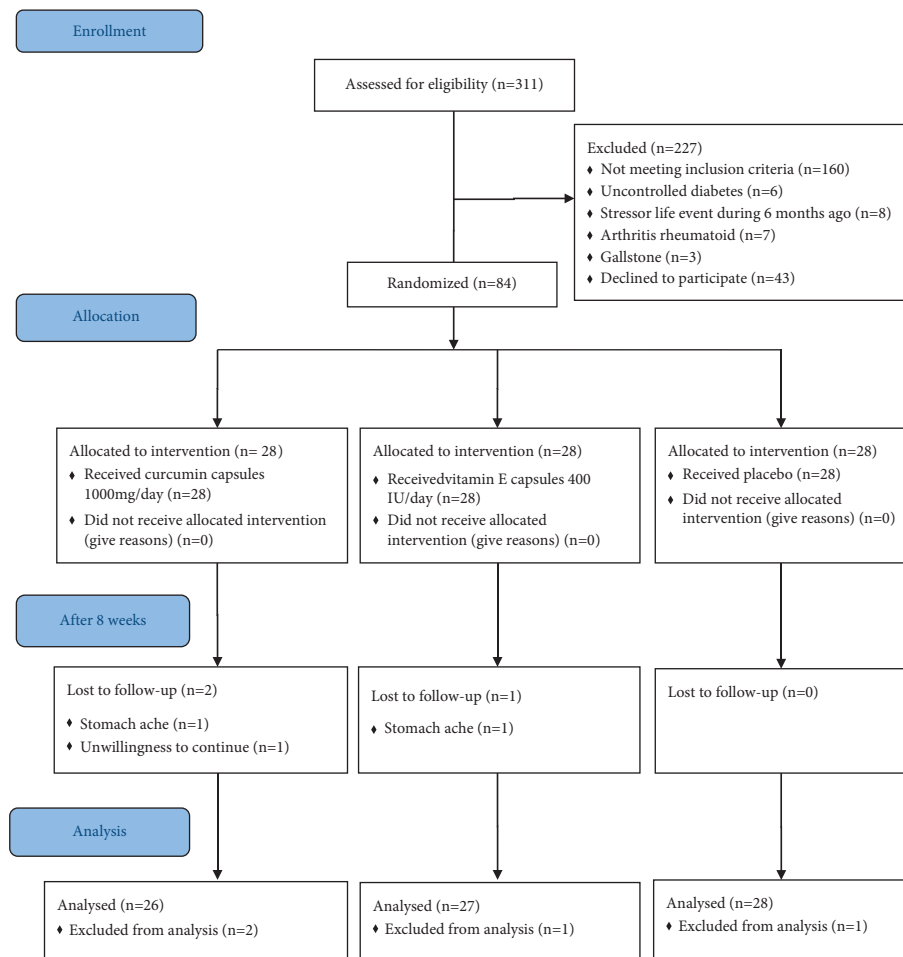 Enrollment
Assessed for eligibility (n=311)
Excluded (n=227)
♦ Not meeting inclusion criteria (n=160)
♦ Uncontrolled diabetes (n=6)
♦ Stressor life event during 6 months ago (n=8)
♦ Arthritis rheumatoid (n=7)
♦ Gallstone (n=3)
♦ Declined to participate (n=43)
Randomized (n=84)
Allocation
Allocated to intervention (n= 28)
♦ Received curcumin capsules
1000mg/day (n=28)
♦ Did not receive allocated intervention
(give reasons) (n=0)
Allocated to intervention (n=28)
♦ Receivedvitamin E capsules 400
IU/day (n=28)
♦ Did not receive allocated
intervention (give reasons) (n=0)
Allocated to intervention (n=28)
♦ Received placebo (n=28)
♦ Did not receive allocated
intervention (give reasons) (n=0)
After 8 weeks
Lost to follow-up (n=2)
♦ Stomach ache (n=1)
♦ Unwillingness to continue (n=1)
Lost to follow-up (n=1)
♦ Stomach ache (n=1)
Lost to follow-up (n=0)
Analysis
Analysed (n=26)
♦ Excluded from analysis (n=2)
Analysed (n=27)
♦ Excluded from analysis (n=1)
Analysed (n=28)
♦ Excluded from analysis (n=1)